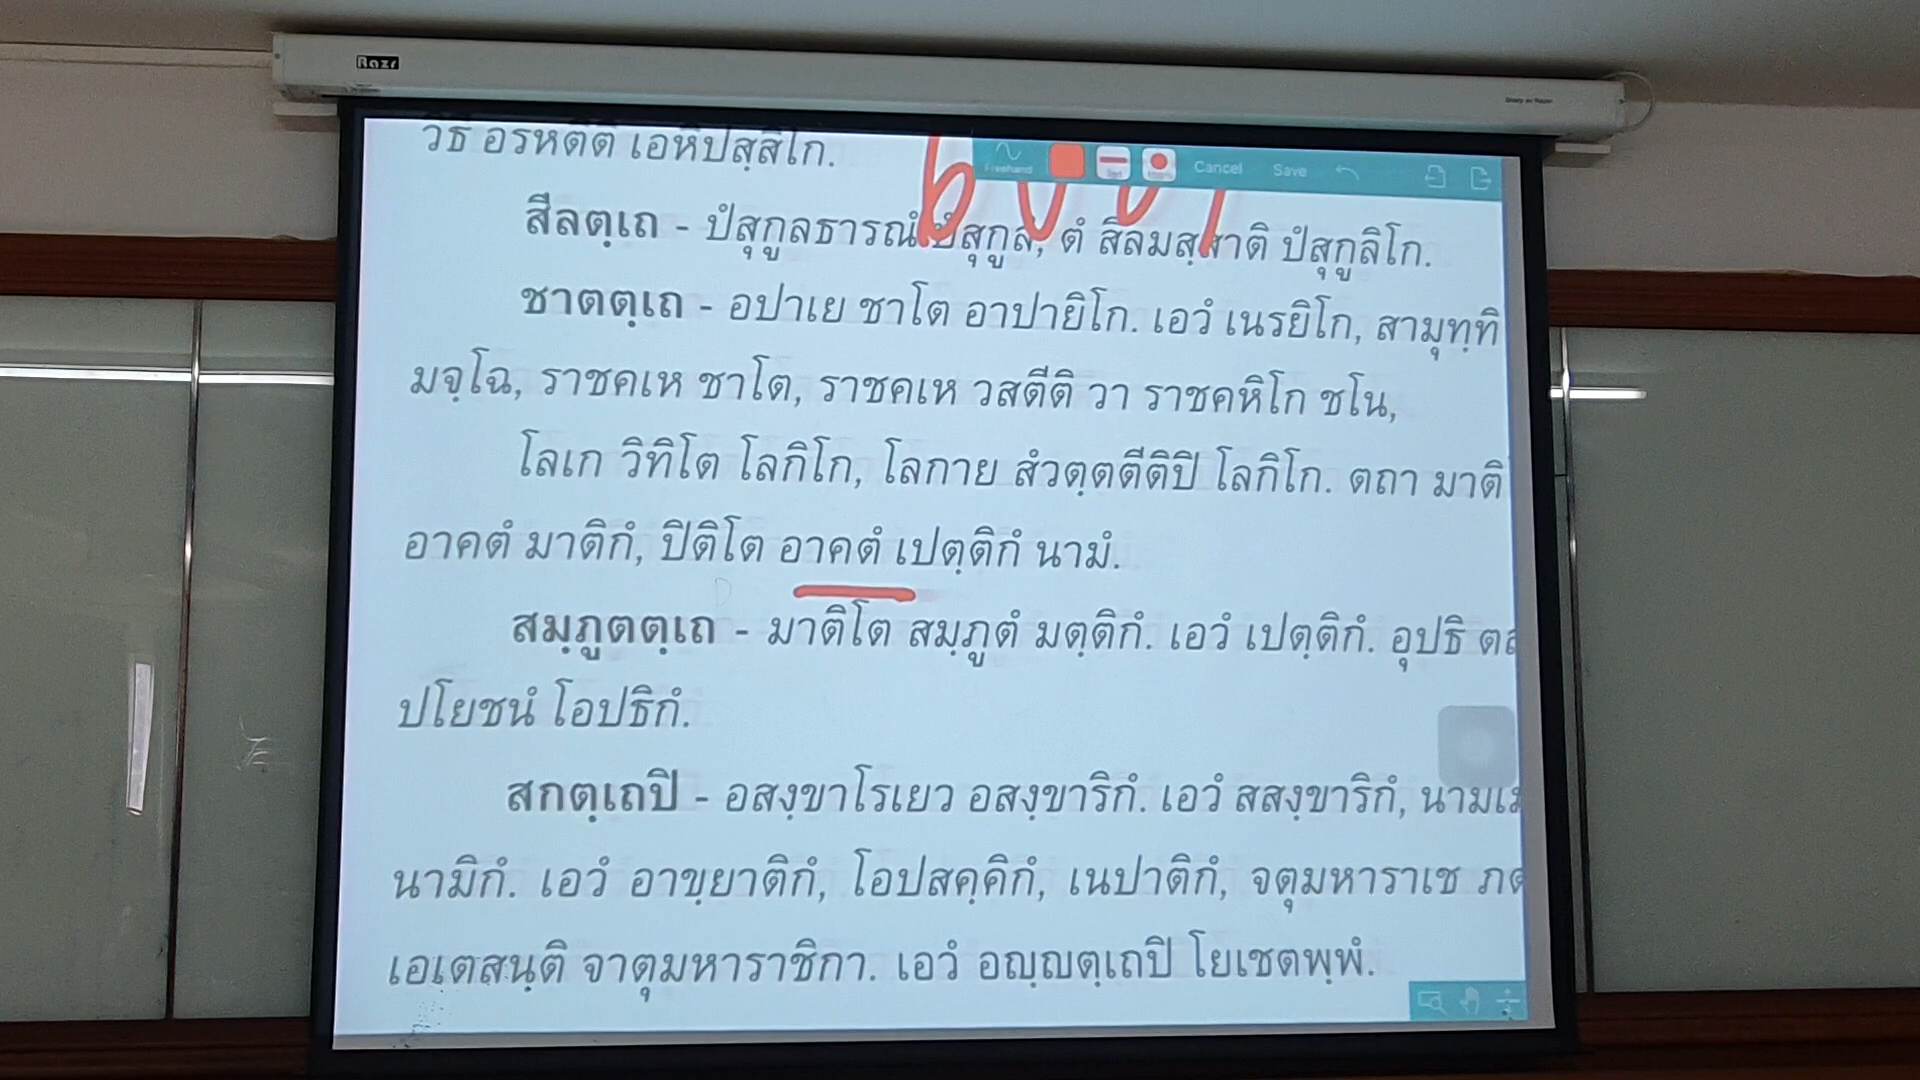 Razr
วิธิ อรหตีติ เอหิปสฺสิโก.
Freehand Cancel Save
สีลตฺเถ - ปํสุกูลธารณํ ปํสุกูลํ, ตํ สีลมสฺสาติ ปํสุกูลิโก.
ชาตตฺเถ - อปาเย ชาโต อาปายิโก. เอวํ เนรยิโก, สามุทฺทิ
มจฺโฉ, ราชคเห ชาโต, ราชคเห วสตีติ วา ราชคหิโก ชโน,
โลเก วิทิโต โลกิโก, โลกาย สํวตฺตตีติปิ โลกิโก. ตถา มาติ
อาคตํ มาติกํ, ปิติโต อาคตํ เปตฺติกํ นามํ.
สมฺภูตตฺเถ - มาติโต สมฺภูตํ มตฺติกํ. เอวํ เปตฺติกํ. อุปธิ
ปโยชนํ โอปธิกํ.
สกตฺเถปิ - อสงฺขาโรเยว อสงฺขาริกํ. เอวํ สสงฺขาริกํ,
นามิกํ. เอวํ อาขฺยาติกํ, โอปสคฺคิกํ, เนปาติกํ, จตุมหาราเช
เอเตสนฺติ จาตุมหาราชิกา. เอวํ อญฺญตฺเถปิ โยเชตพฺพํ.